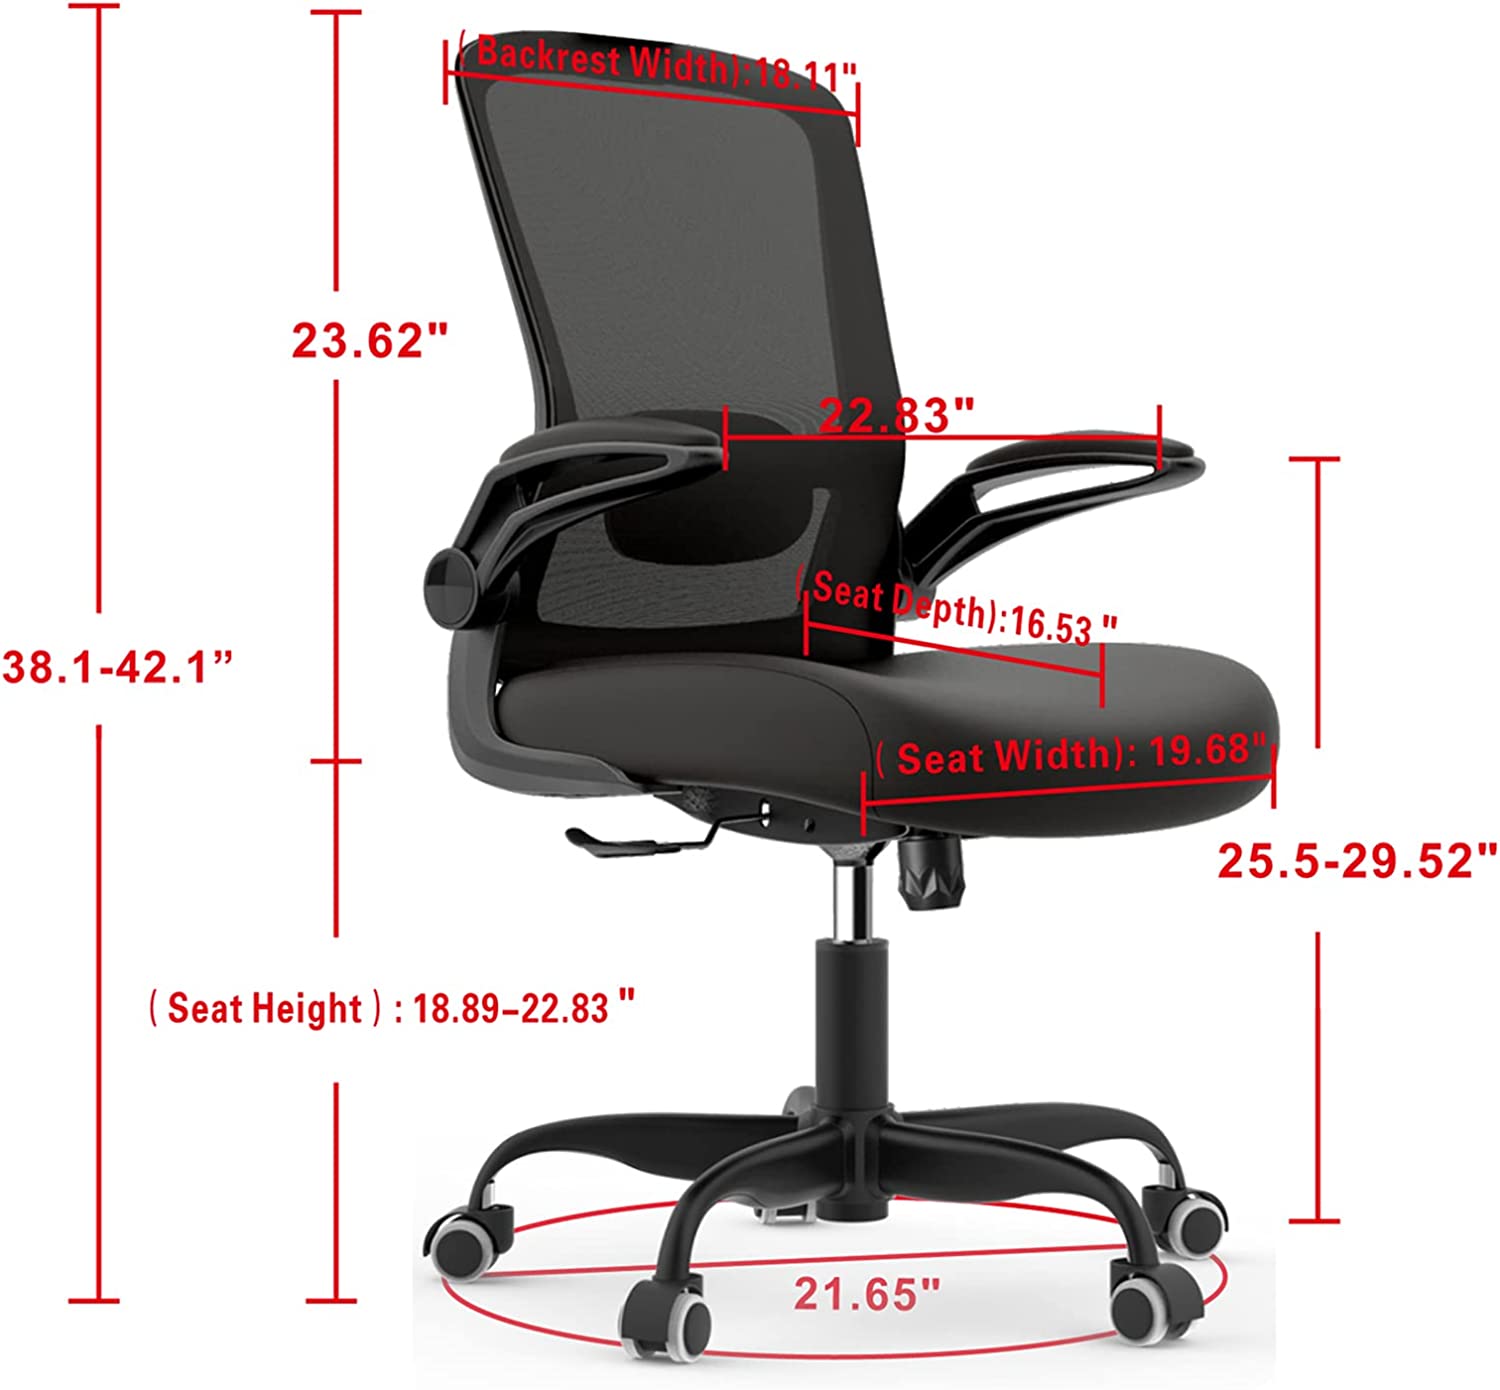 ( Backrest Width):18.11"
23.62"
22.83"
( Seat Depth):16.53 "
38.1-42.1”
( Seat Width): 19.68"
25.5-29.52"
( Seat Height ) : 18.89–22.83 "
21.65"